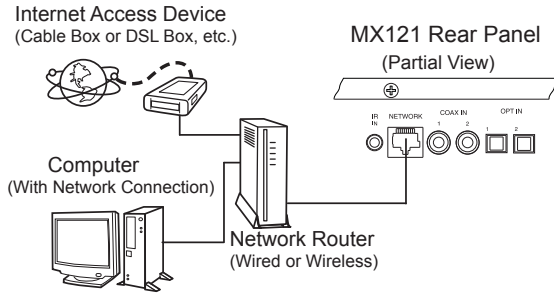 Internet Access Device
(Cable Box or DSL Box, etc.)
MX121 Rear Panel
(Partial View)
IR
IN
NETWORK
COAX IN
1
2
OPT IN
1
2
Computer
(With Network Connection)
Network Router
(Wired or Wireless)